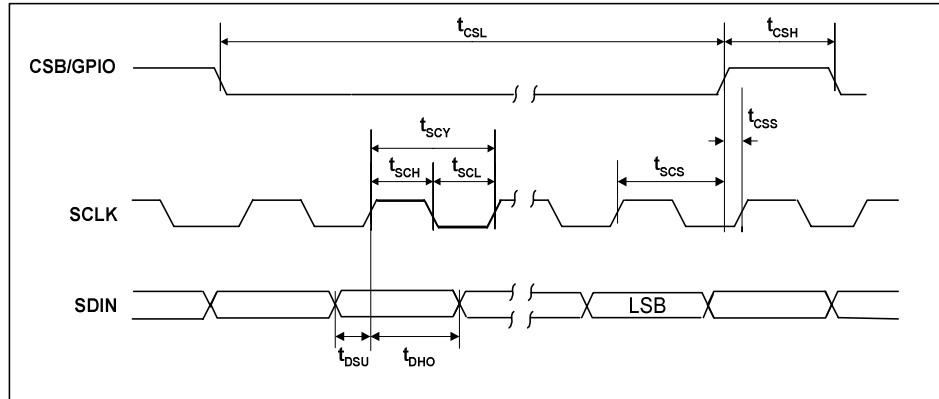 tCSL
tCSH
CSB/GPIO
tCSS
tSCY
tSCH
tSCL
tSCS
SCLK
SDIN
LSB
tDSU
tDHO